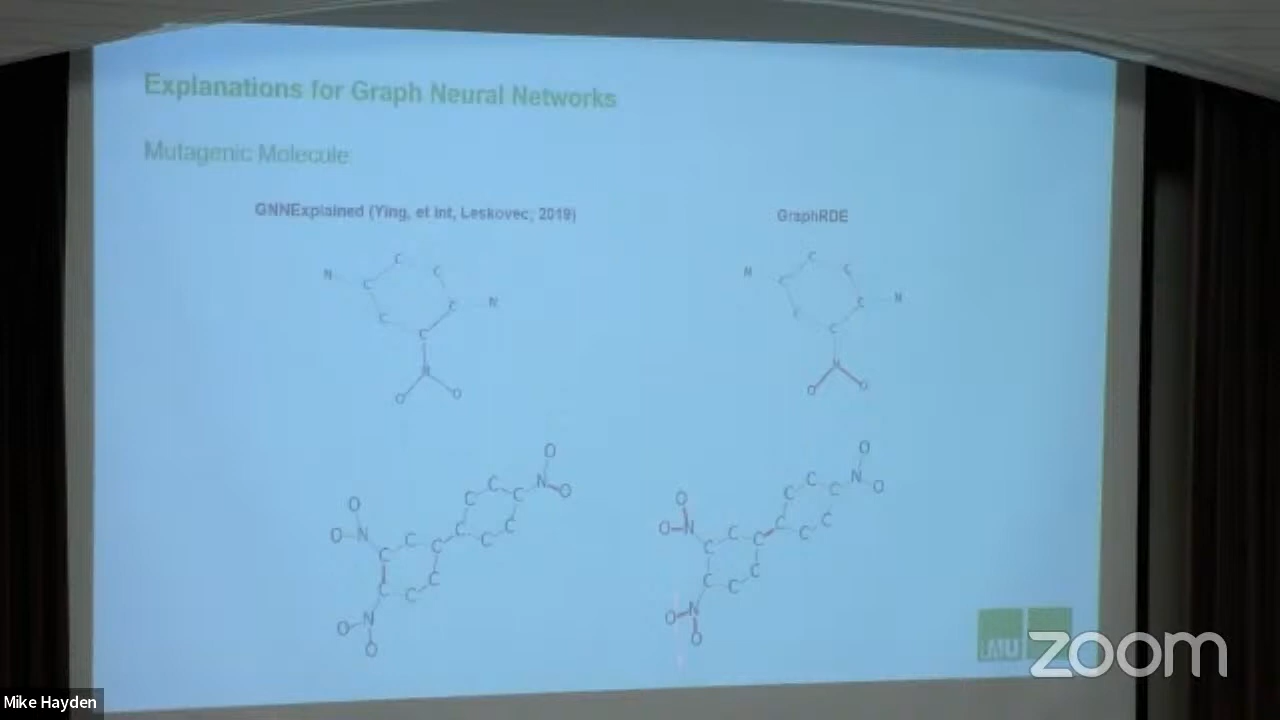 Explanations for Graph Neural Networks
Mutagenic Molecule
GNNExplained (Ying, et int, Leskovec; 2019)
GraphRDE
C
N
C
C
C
N
C
C
N
O
O
C
N
C
C
C
N
C
C
N
O
O
O
N
O
C
C
C
O
O
N
C
C
C
C
C
C
C
C
C
N
O
O
O
N
O
C
C
C
O
O
N
C
C
C
C
C
C
C
C
C
N
O
O
LMU
zoom
Mike Hayden